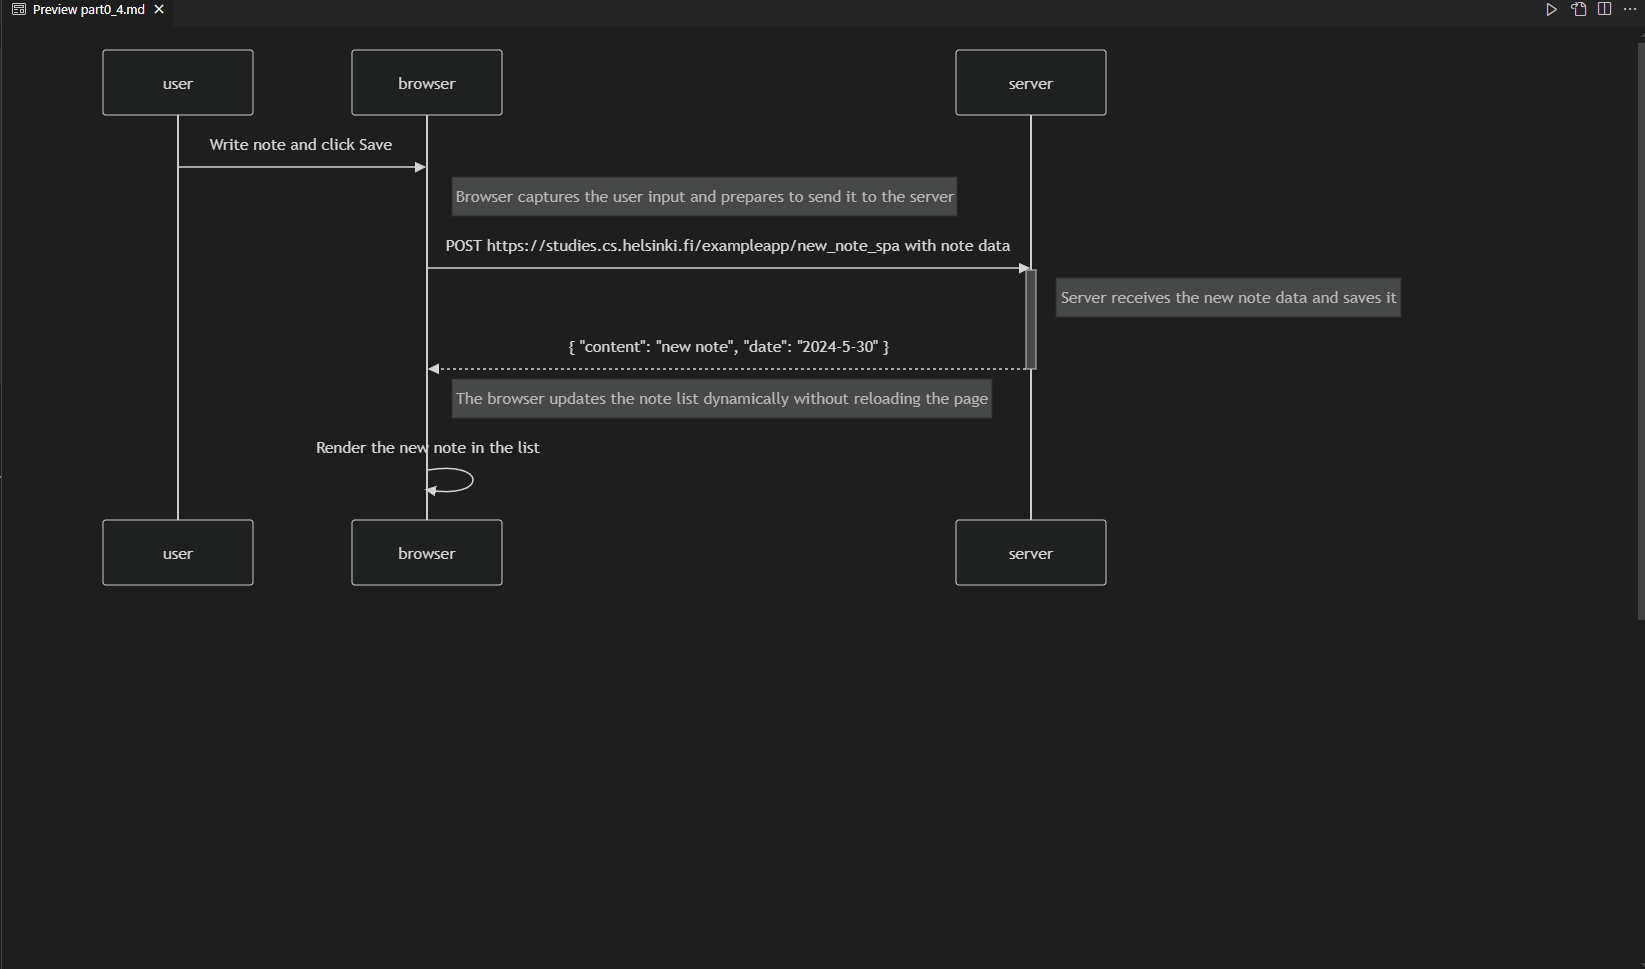 Preview part0_4.md
user
browser
server
Write note and click Save
Browser captures the user input and prepares to send it to the server
POST https://studies.cs.helsinki.fi/exampleapp/new_note_spa with note data
Server receives the new note data and saves it
{ "content": "new note", "date": "2024-5-30" }
The browser updates the note list dynamically without reloading the page
Render the new note in the list
user
browser
server